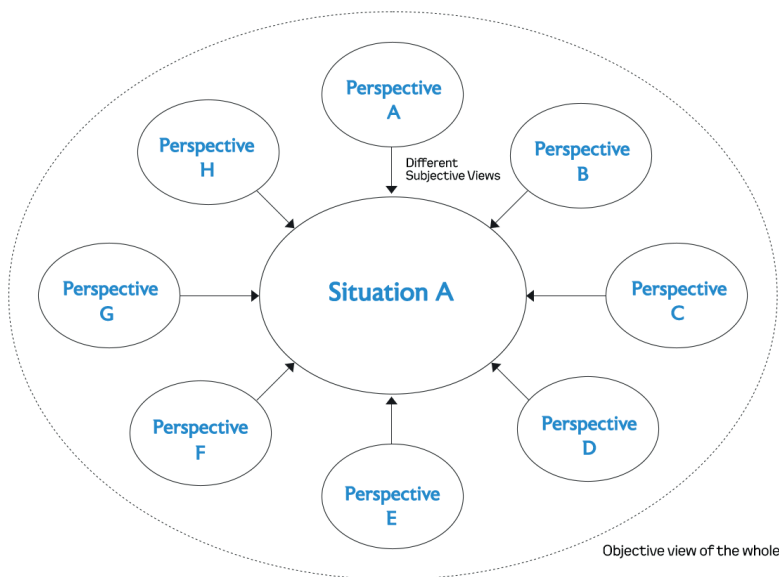 Perspective
A
Different
Subjective Views
Perspective
B
Perspective
H
Situation A
Perspective
G
Perspective
C
Perspective
F
Perspective
D
Perspective
E
Objective view of the whole